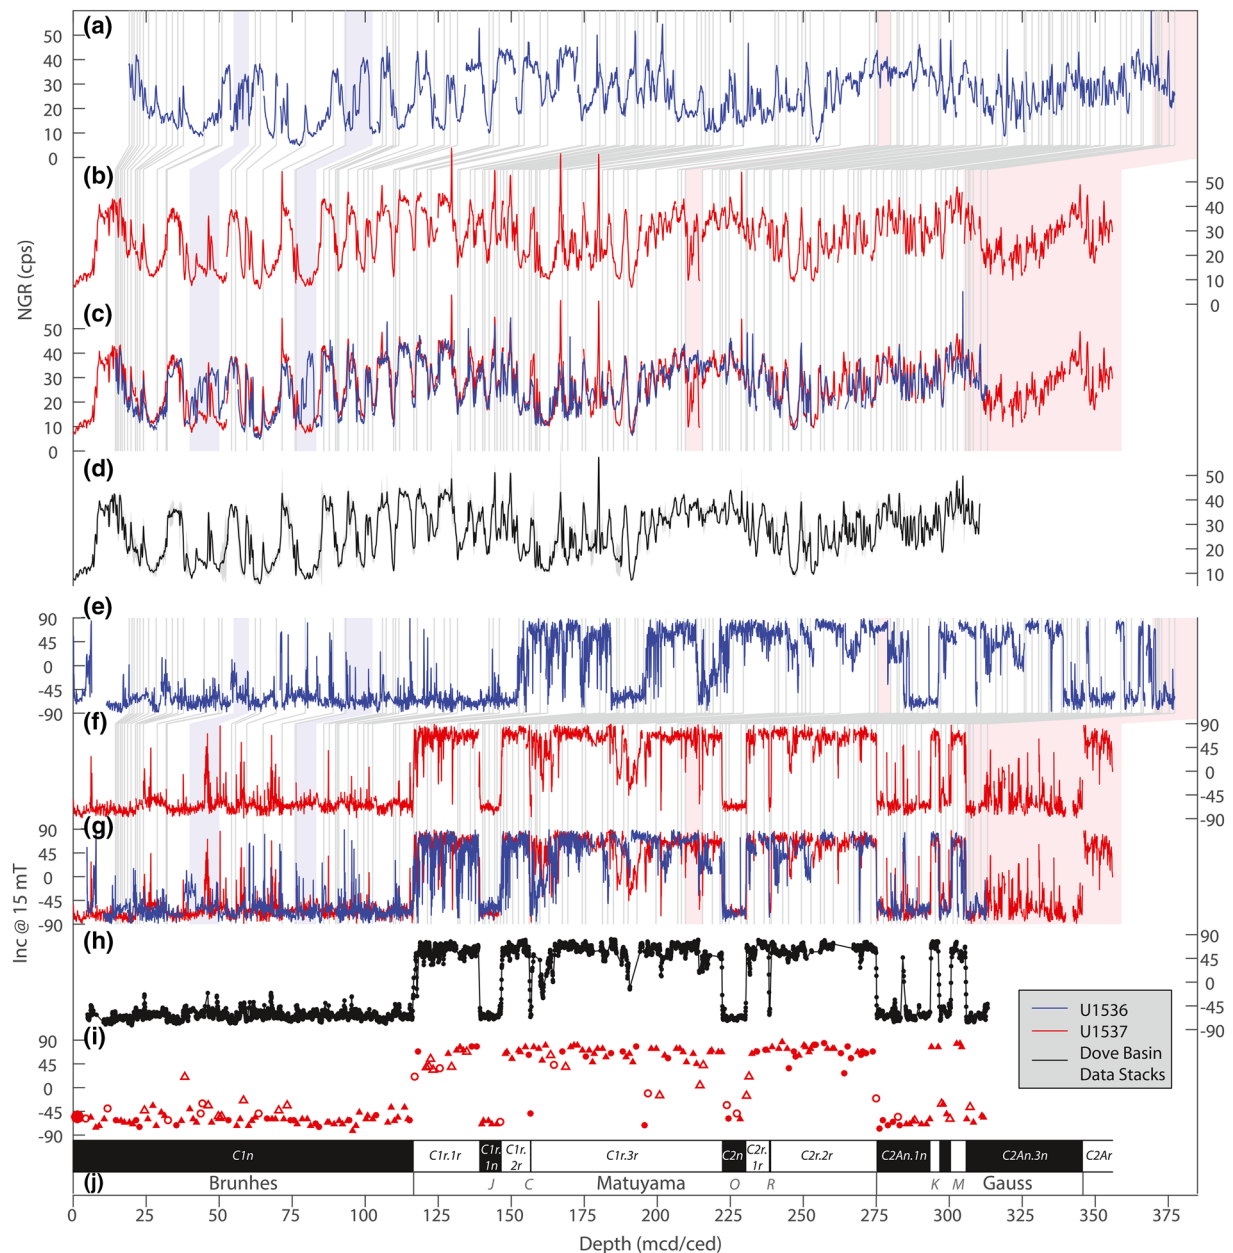 (a)
50
40
30
20
10
0
(b)
50
40
30
20
10
0
NGR (cps)
(c)
50
40
30
20
10
0
(d)
50
40
30
20
10
(e)
90
45
0
-45
-90
(f)
90
45
0
-45
-90
(g)
90
45
0
-45
-90
Inc @ 15 mT
(h)
90
45
0
-45
-90
U1536
U1537
Dove Basin
Data Stacks
(i)
90
45
0
-45
-90
C1n
C1r.1r
C1r.
1n
C1r.
2r
C1r.3r
C2n
C2r.
1r
C2r.2r
C2An.1n
C2An.3n
C2Ar
(j)
Brunhes
J
C
Matuyama
O
R
K
M
Gauss
0 25 50 75 100 125 150 175 200 225 250 275 300 325 350 375
Depth (mcd/ced)